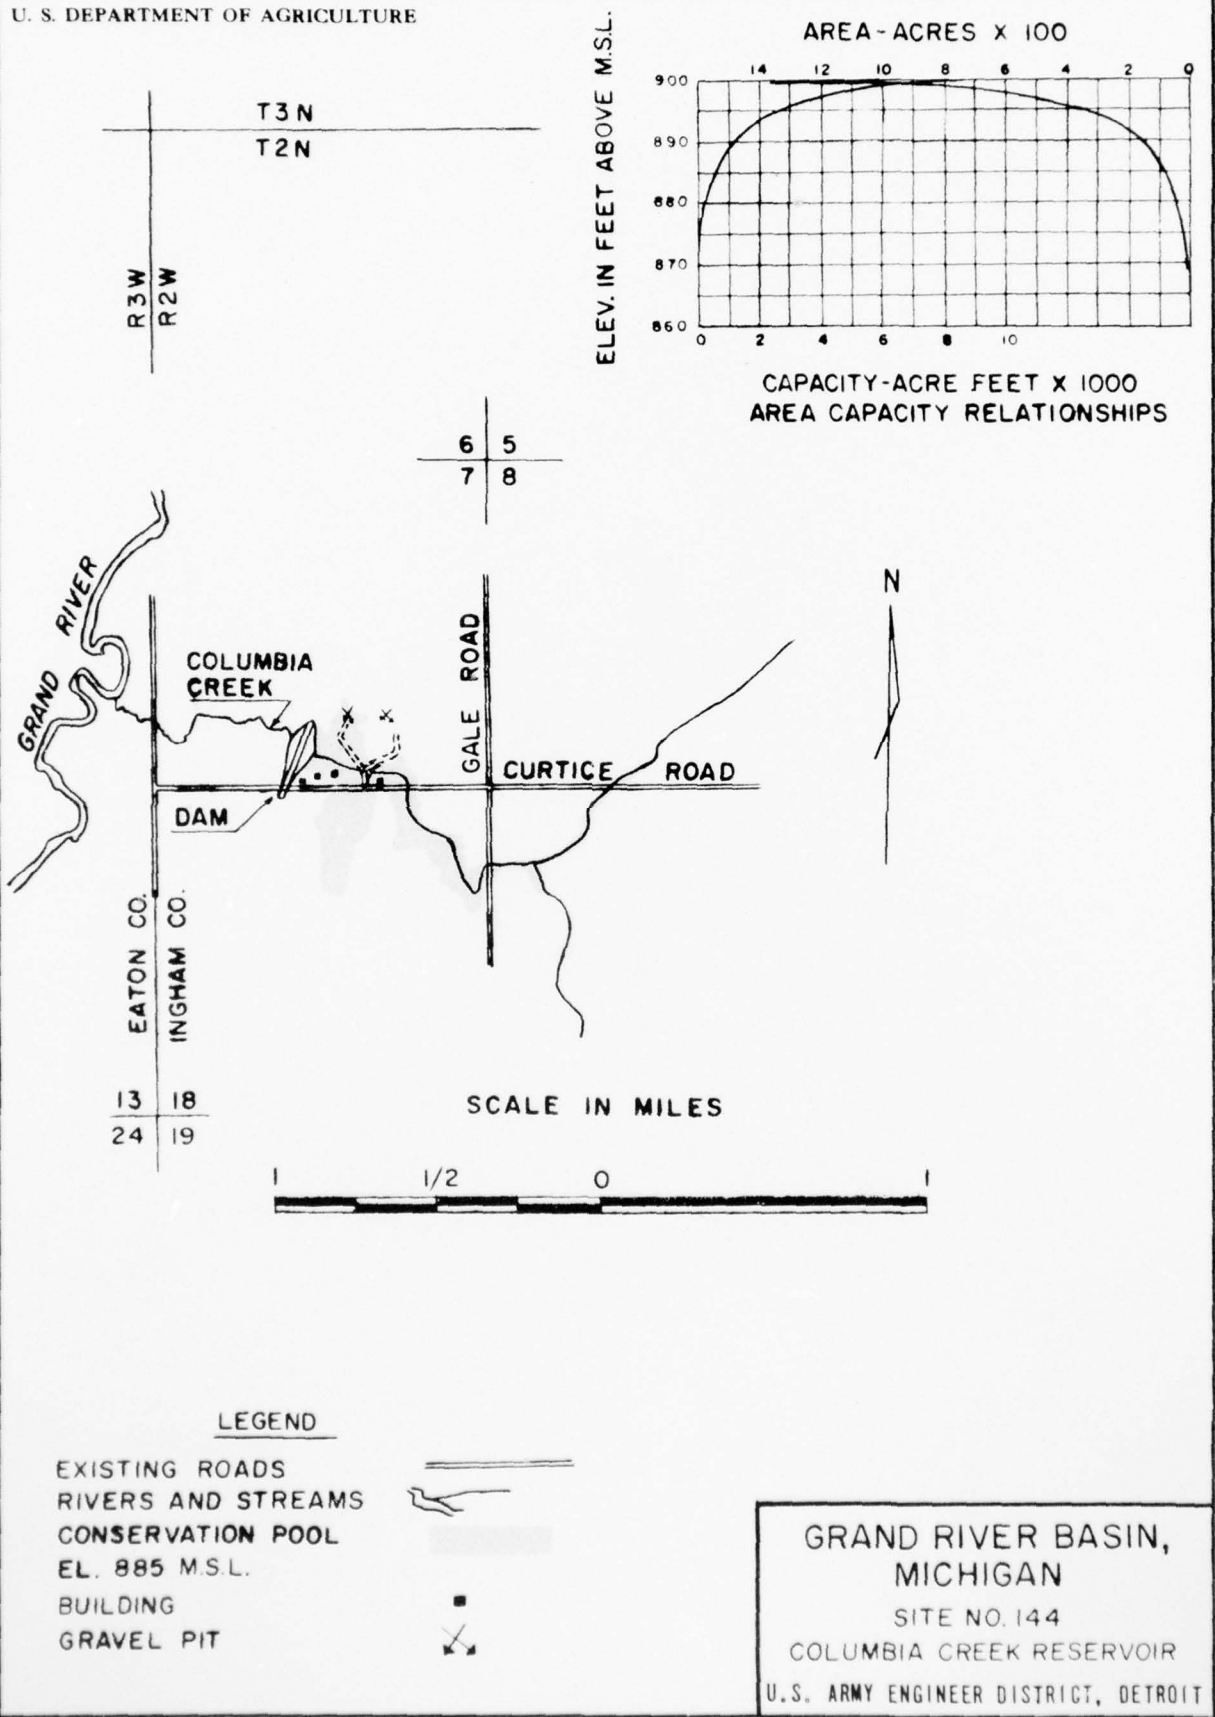 U. S. DEPARTMENT OF AGRICULTURE
AREA-ACRES X 100
14 12 10 8 6 4 2 0
ELEV. IN FEET ABOVE M.S.L.
900
890
880
870
860
0 2 4 6 8 10
CAPACITY-ACRE FEET X 1000
AREA CAPACITY RELATIONSHIPS
T3N
T2N
R3W
R2W
6 5
7 8
N
GRAND RIVER
COLUMBIA
CREEK
GALE ROAD
CURTICE ROAD
DAM
EATON CO.
INGHAM CO.
13 18
24 19
SCALE IN MILES
1 1/2 0 1
LEGEND
EXISTING ROADS
RIVERS AND STREAMS
CONSERVATION POOL
EL. 885 M.S.L.
BUILDING
GRAVEL PIT
GRAND RIVER BASIN,
MICHIGAN
SITE NO. 144
COLUMBIA CREEK RESERVOIR
U.S. ARMY ENGINEER DISTRICT, DETROIT